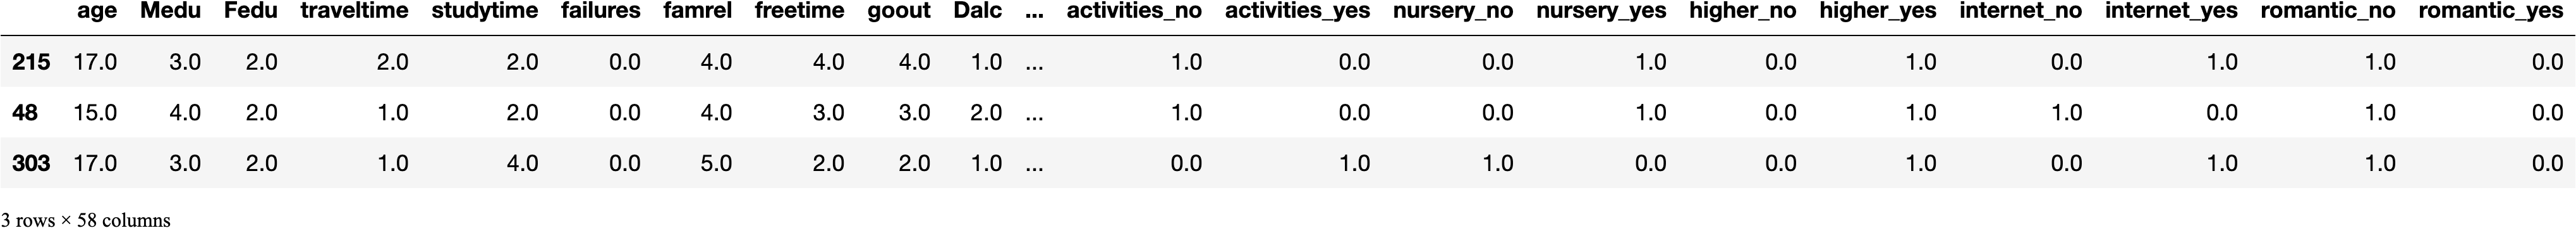 age Medu Fedu traveltime studytime failures famrel freetime goout Dalc ... activities_no activities_yes nursery_no nursery_yes higher_no higher_yes internet_no internet_yes romantic_no romantic_yes
215 17.0 3.0 2.0 2.0 2.0 0.0 4.0 4.0 4.0 1.0 ... 1.0 0.0 0.0 1.0 0.0 1.0 0.0 1.0 1.0 0.0
48 15.0 4.0 2.0 1.0 2.0 0.0 4.0 3.0 3.0 2.0 ... 1.0 0.0 0.0 1.0 0.0 1.0 1.0 0.0 1.0 0.0
303 17.0 3.0 2.0 1.0 4.0 0.0 5.0 2.0 2.0 1.0 ... 0.0 1.0 1.0 0.0 0.0 1.0 0.0 1.0 1.0 0.0
3 rows × 58 columns